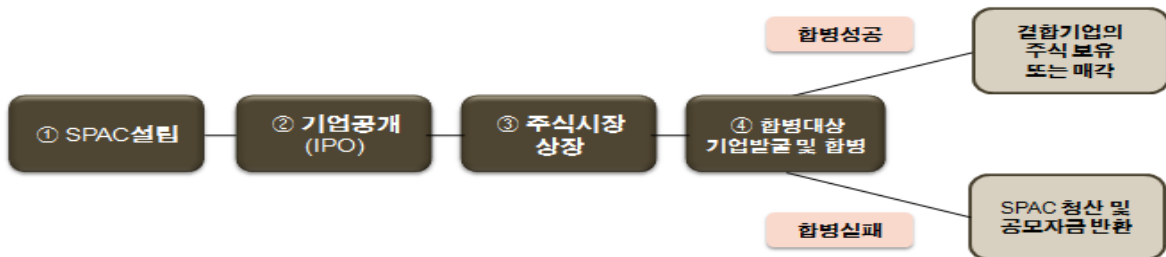 ① SPAC설립
② 기업공개
(IPO)
③ 주식시장
상장
④ 합병대상
기업발굴 및 합병
합병성공
결합기업의
주식 보유
또는 매각
합병실패
SPAC 청산 및
공모자금 반환